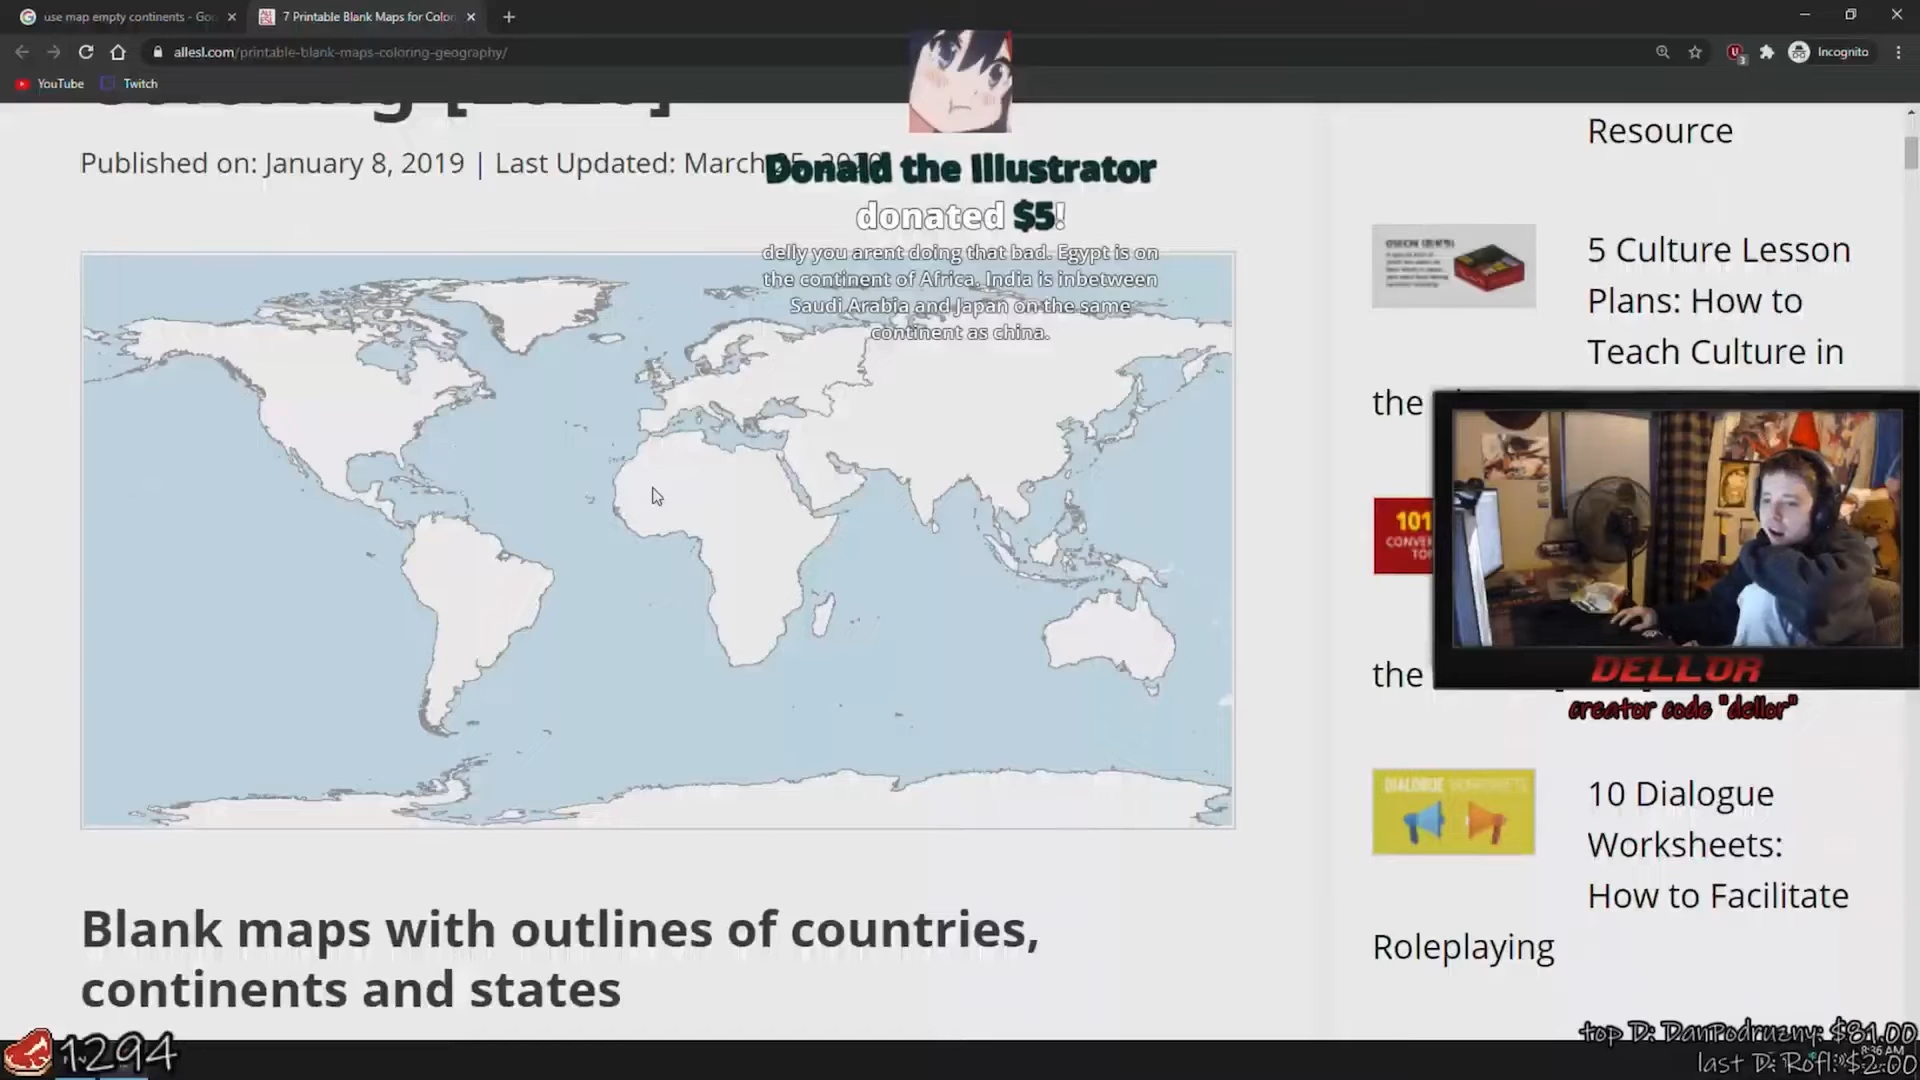 use map empty continents - Goo
7 Printable Blank Maps for Color
allesl.com/printable-blank-maps-coloring-geography/
Incognito
YouTube
Twitch
Published on: January 8, 2019 | Last Updated: March
Donald the Illustrator
donated $5!
delly you arent doing that bad. Egypt is on
the continent of Africa. India is inbetween
Saudi Arabia and Japan on the same
continent as china.
Resource
5 Culture Lesson
Plans: How to
Teach Culture in
the
101
the
DELLOR
creator code "dellor"
DIALOGUE WORKSHEETS
10 Dialogue
Worksheets:
How to Facilitate
Roleplaying
Blank maps with outlines of countries,
continents and states
1294
top D: DanPodruzny: $81.00
last D: Rofl: $2.00
8:36 AM